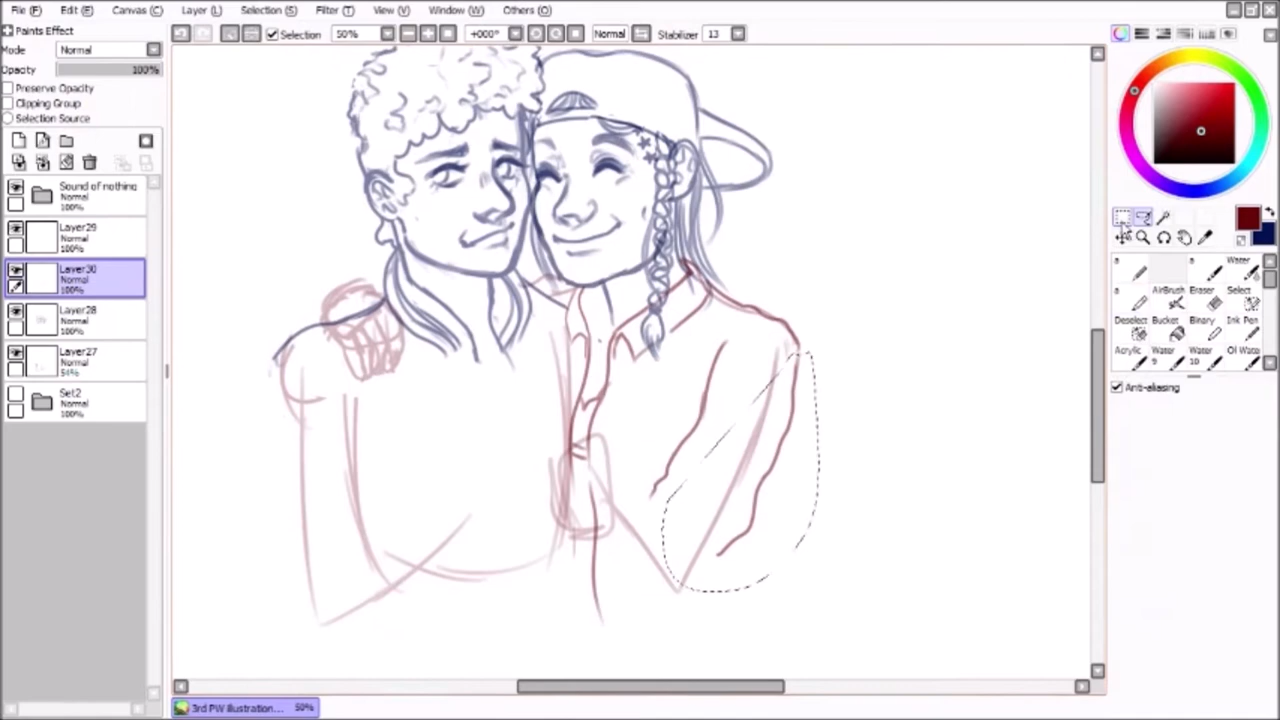 File (F) Edit (E) Canvas (C) Layer (L) Selection (S) Filter (T) View (V) Window (W) Others (O)
Paints Effect
Mode Normal
Opacity 100%
Preserve Opacity
Clipping Group
Selection Source
Selection 50% +000° Normal Stabilizer 13
Sound of nothing
Normal
100%
Layer29
Normal
100%
Layer30
Normal
100%
Layer28
Normal
100%
Layer27
Normal
54%
Set2
Normal
100%
a a Water
a AirBrush Eraser Select
Deselect Bucket Binary Ink Pen
Acrylic Water Water Oil Wate
9 10
Anti-aliasing
3rd PW illustration... 50%